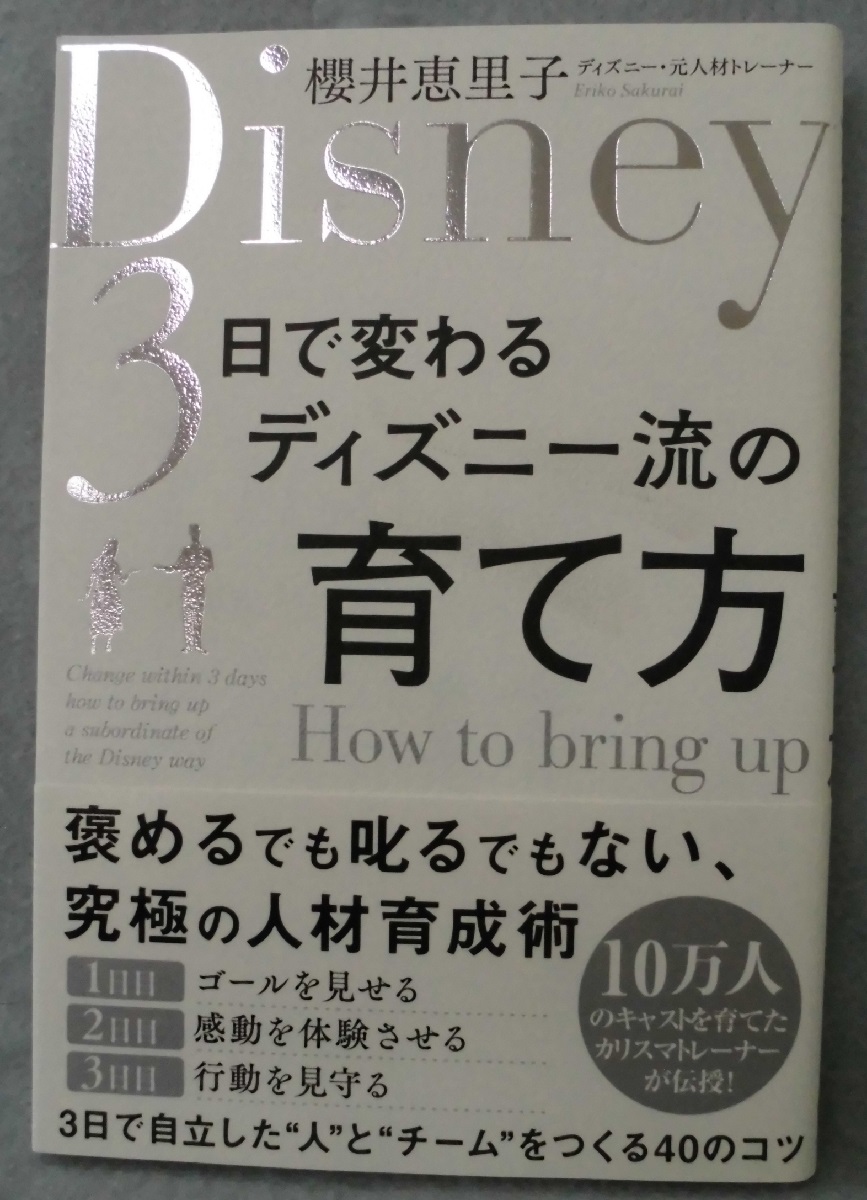 櫻井恵里子 ディズニー・元人材トレーナー
Eriko Sakurai
Disney
3日で変わる
ディズニー流の
育て方
How to bring up
Change within 3 days
how to bring up
a subordinate of
the Disney way
褒めるでも叱るでもない、
究極の人材育成術
1日目 ゴールを見せる
2日目 感動を体験させる
3日目 行動を見守る
10万人
のキャストを育てた
カリスマトレーナー
が伝授!
3日で自立した“人”と“チーム”をつくる40のコツ